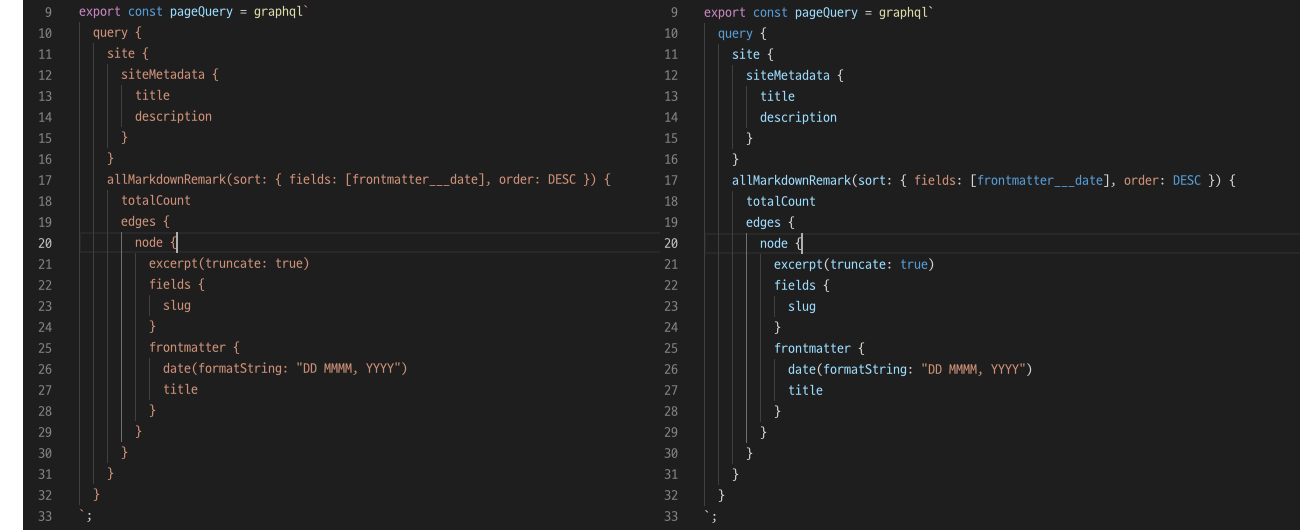 9 export const pageQuery = graphql`
10 query {
11 site {
12 siteMetadata {
13 title
14 description
15 }
16 }
17 allMarkdownRemark(sort: { fields: [frontmatter___date], order: DESC }) {
18 totalCount
19 edges {
20 node {
21 excerpt(truncate: true)
22 fields {
23 slug
24 }
25 frontmatter {
26 date(formatString: "DD MMMM, YYYY")
27 title
28 }
29 }
30 }
31 }
32 }
33 `;
9 export const pageQuery = graphql`
10 query {
11 site {
12 siteMetadata {
13 title
14 description
15 }
16 }
17 allMarkdownRemark(sort: { fields: [frontmatter___date], order: DESC }) {
18 totalCount
19 edges {
20 node {
21 excerpt(truncate: true)
22 fields {
23 slug
24 }
25 frontmatter {
26 date(formatString: "DD MMMM, YYYY")
27 title
28 }
29 }
30 }
31 }
32 }
33 `;